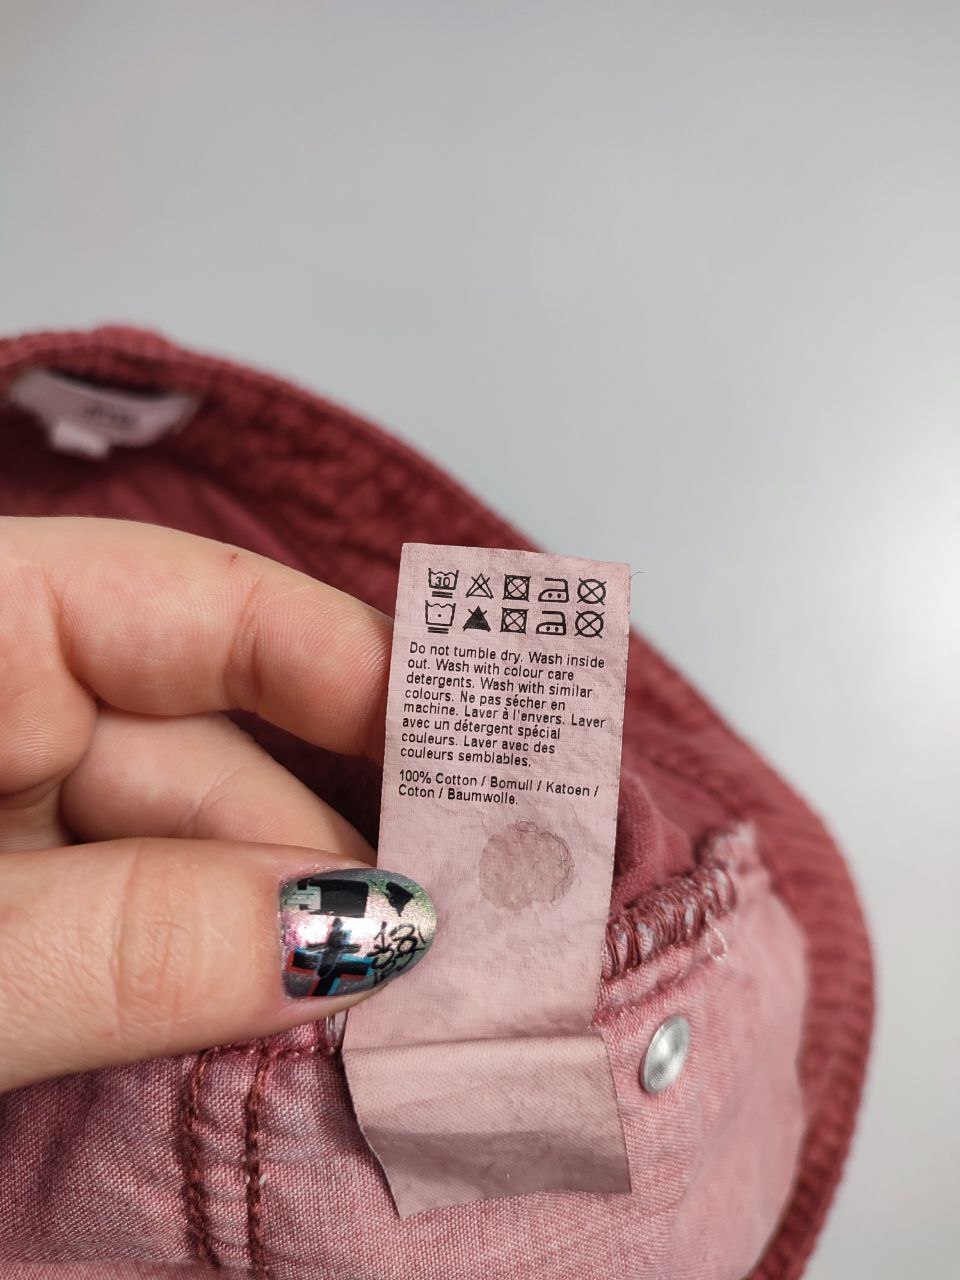 30
Do not tumble dry. Wash inside
out. Wash with colour care
detergents. Wash with similar
colours. Ne pas sécher en
machine. Laver à l'envers. Laver
avec un détergent spécial
couleurs. Laver avec des
couleurs semblables.
100% Cotton / Bomull / Katoen /
Coton / Baumwolle.